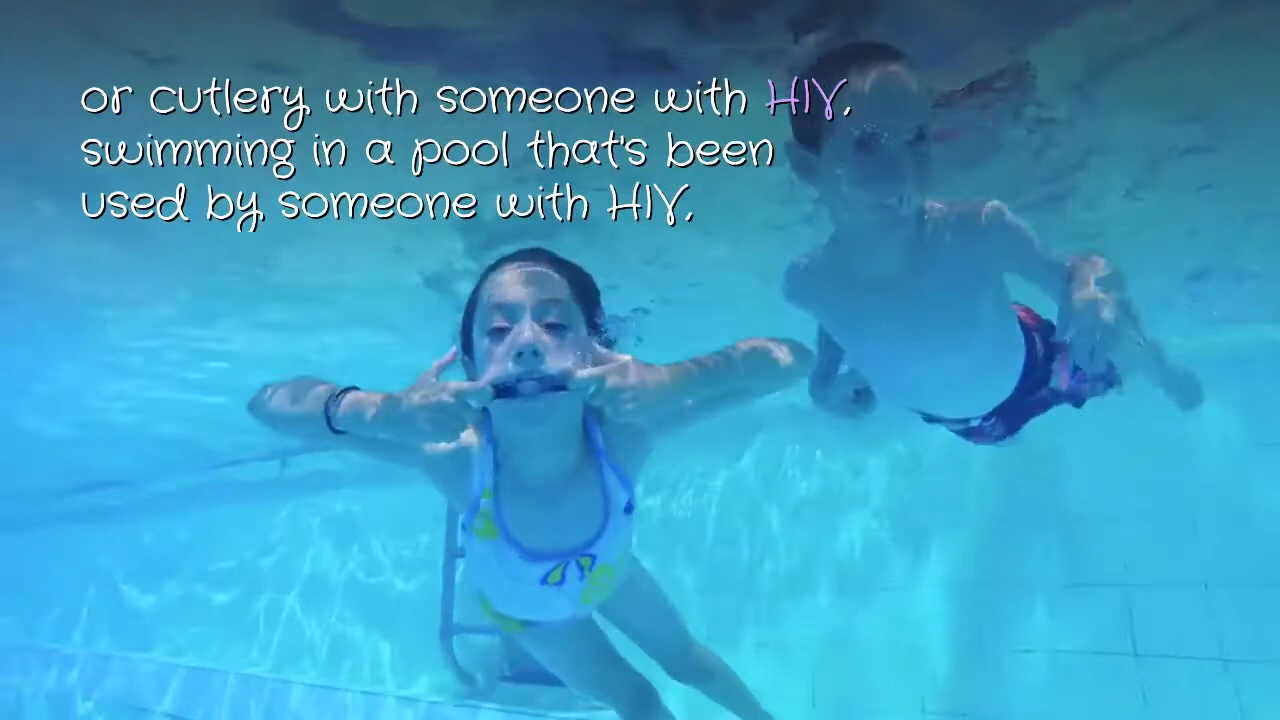 or cutlery with someone with HIV,
swimming in a pool that's been
used by someone with HIV,